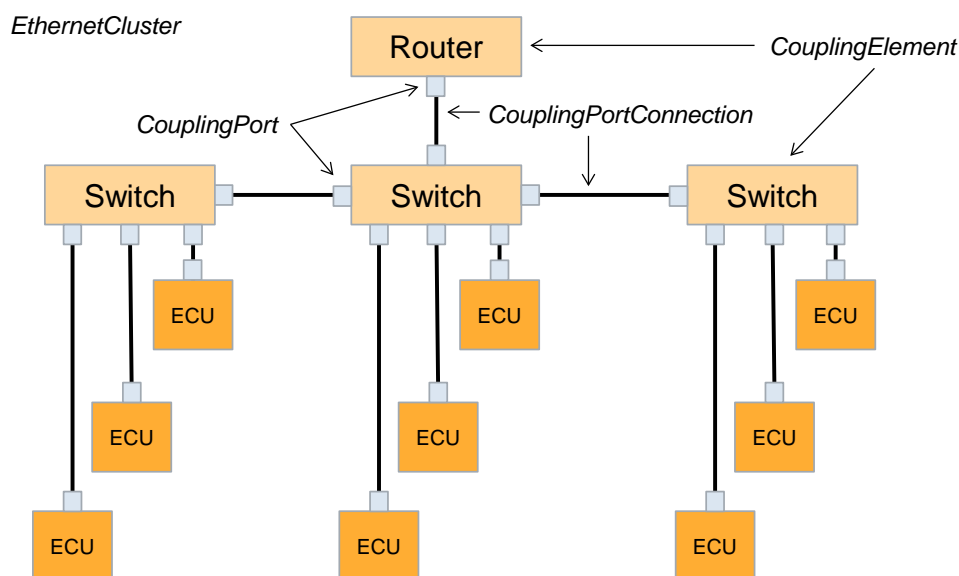 EthernetCluster
Router
CouplingElement
CouplingPort
CouplingPortConnection
Switch
Switch
Switch
ECU
ECU
ECU
ECU
ECU
ECU
ECU
ECU
ECU